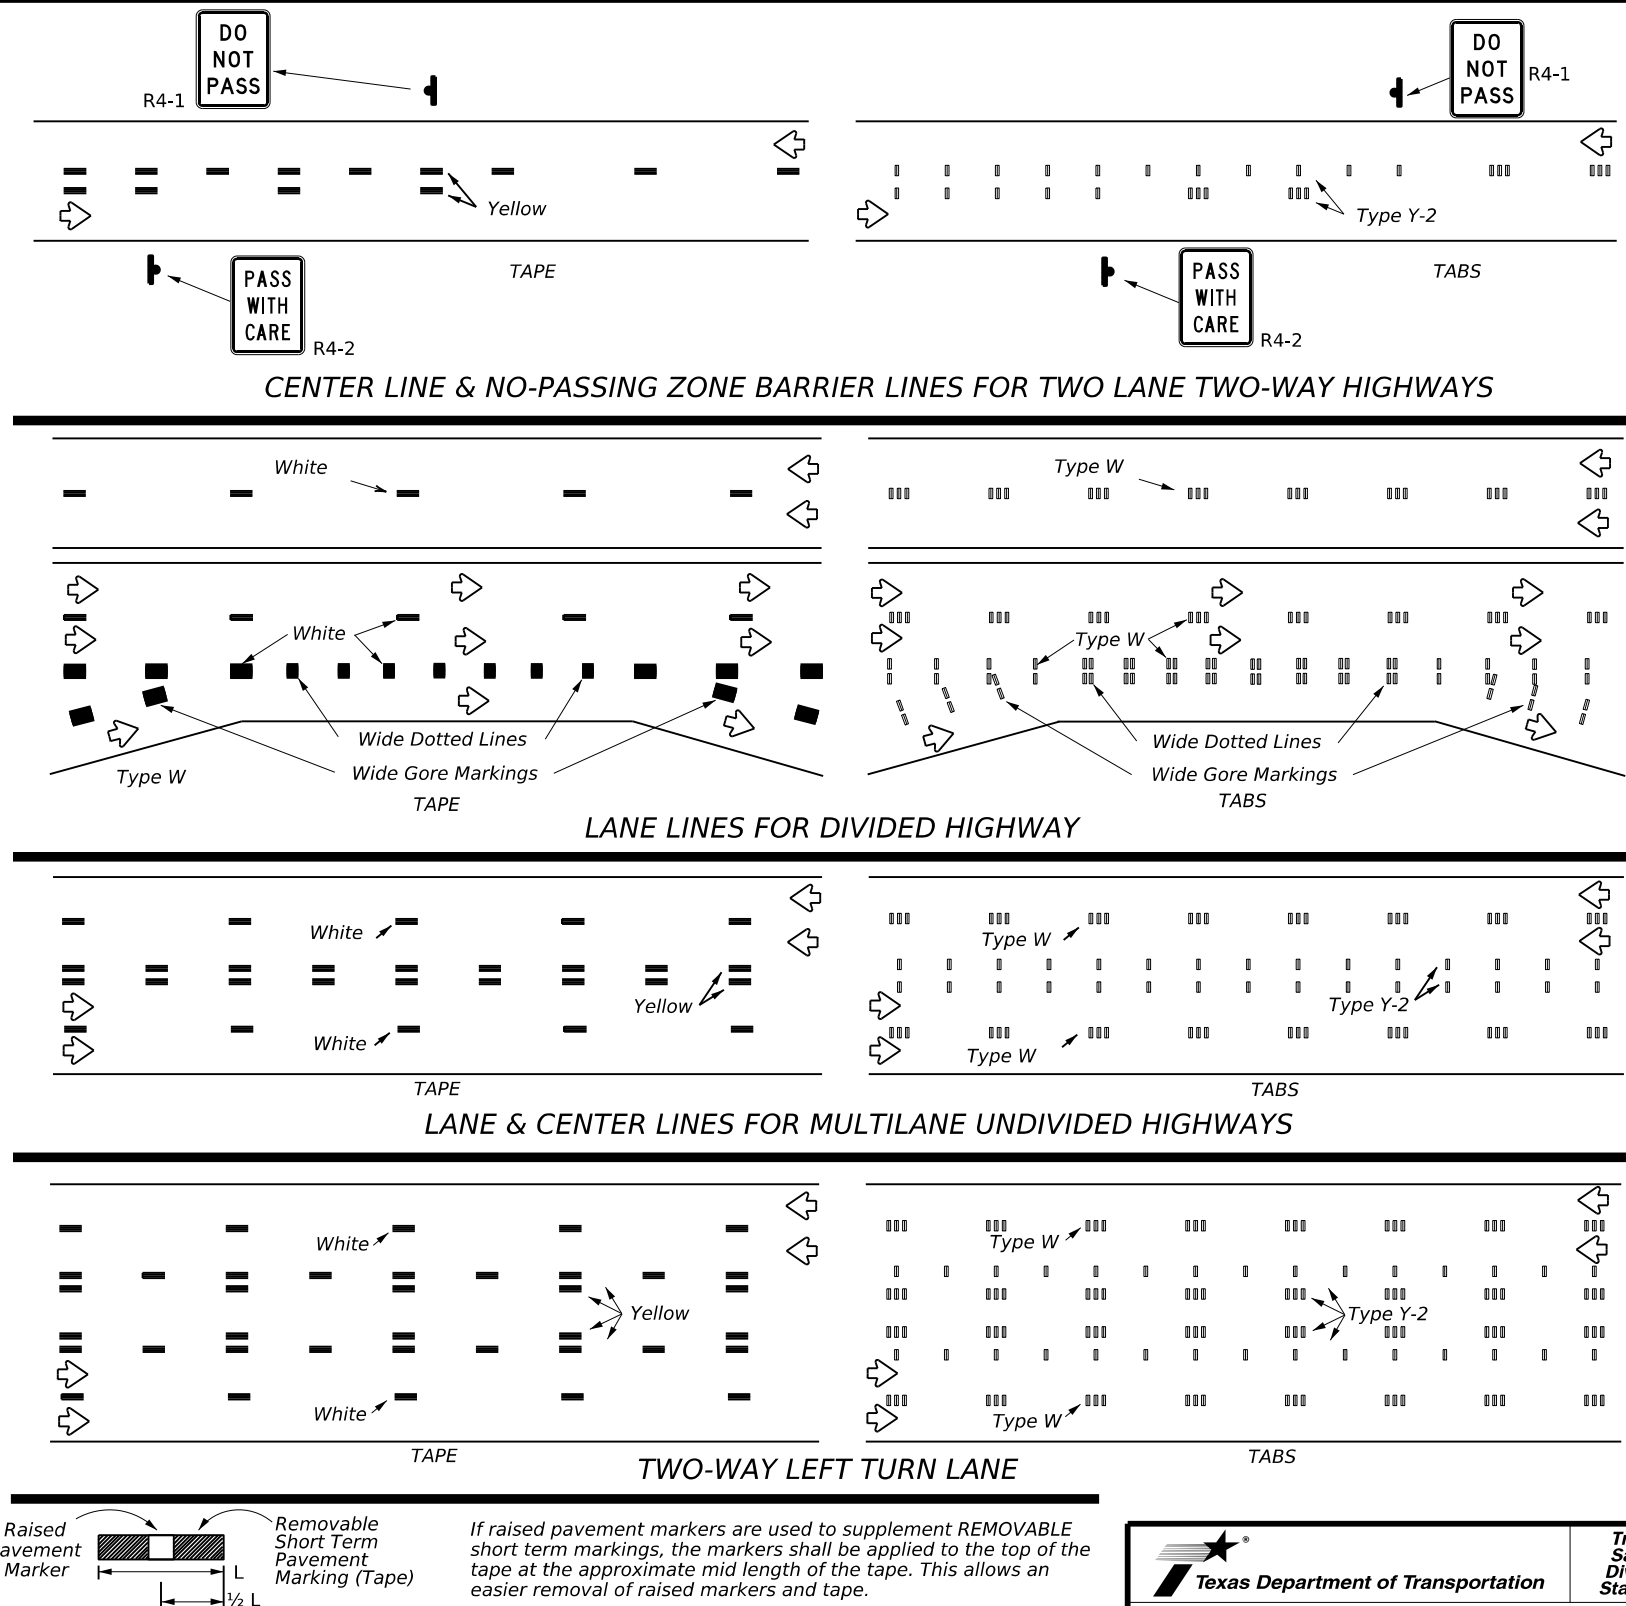 DO
NOT
PASS
R4-1
Yellow
PASS
WITH
CARE
R4-2
TAPE
DO
NOT
PASS
R4-1
Type Y-2
PASS
WITH
CARE
R4-2
TABS
CENTER LINE & NO-PASSING ZONE BARRIER LINES FOR TWO LANE TWO-WAY HIGHWAYS
White
White
Wide Dotted Lines
Type W
Wide Gore Markings
TAPE
Type W
Type W
Wide Dotted Lines
Wide Gore Markings
TABS
LANE LINES FOR DIVIDED HIGHWAY
White
Yellow
White
TAPE
Type W
Type Y-2
Type W
TABS
LANE & CENTER LINES FOR MULTILANE UNDIVIDED HIGHWAYS
White
Yellow
White
TAPE
Type W
Type Y-2
Type W
TABS
TWO-WAY LEFT TURN LANE
Raised
Marker
Removable
Short Term
Pavement
Marking (Tape)
L
½ L
If raised pavement markers are used to supplement REMOVABLE
short term markings, the markers shall be applied to the top of the
tape at the approximate mid length of the tape. This allows an
easier removal of raised markers and tape.
®
Texas Department of Transportation